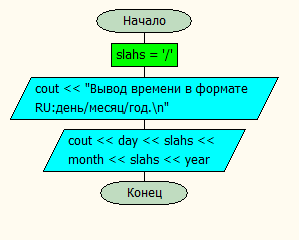 Начало
slahs = '/'
cout << "Вывод времени в формате
RU:день/месяц/год.\n"
cout << day << slahs <<
month << slahs << year
Конец